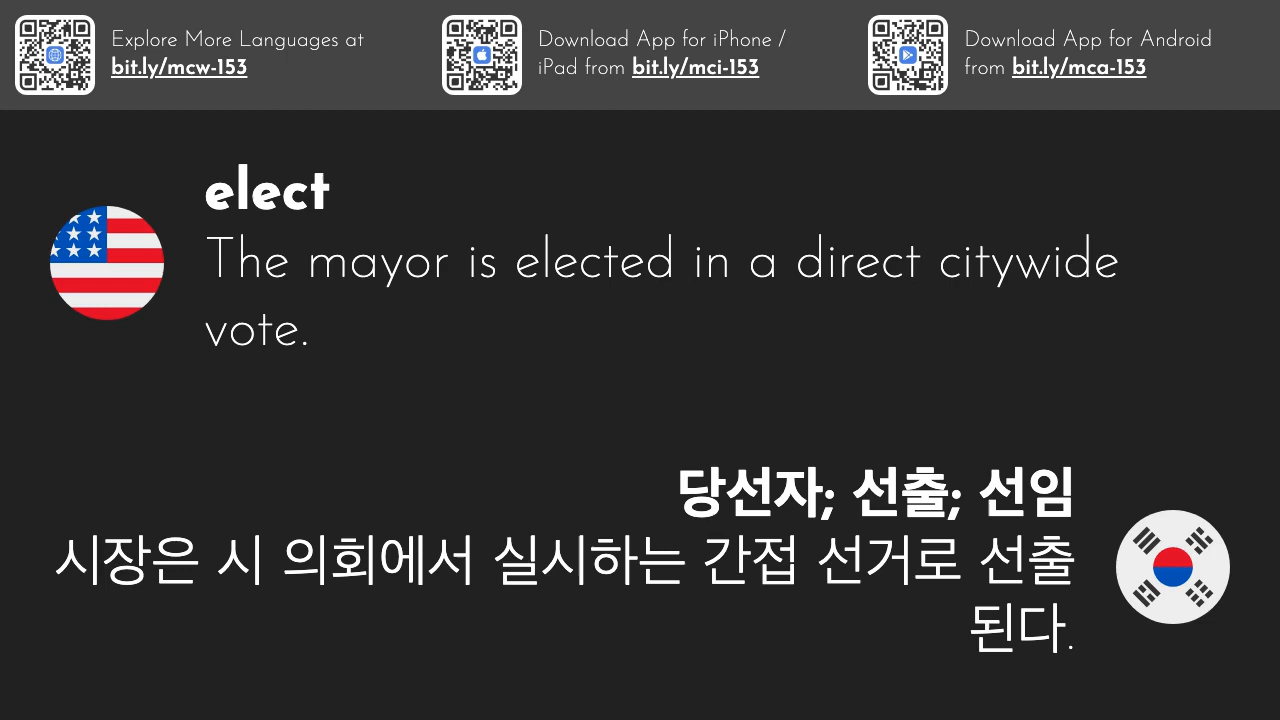 Explore More Languages at
bit.ly/mcw-153
Download App for iPhone /
iPad from bit.ly/mci-153
Download App for Android
from bit.ly/mca-153
elect
The mayor is elected in a direct citywide
vote.
당선자; 선출; 선임
시장은 시 의회에서 실시하는 간접 선거로 선출
된다.